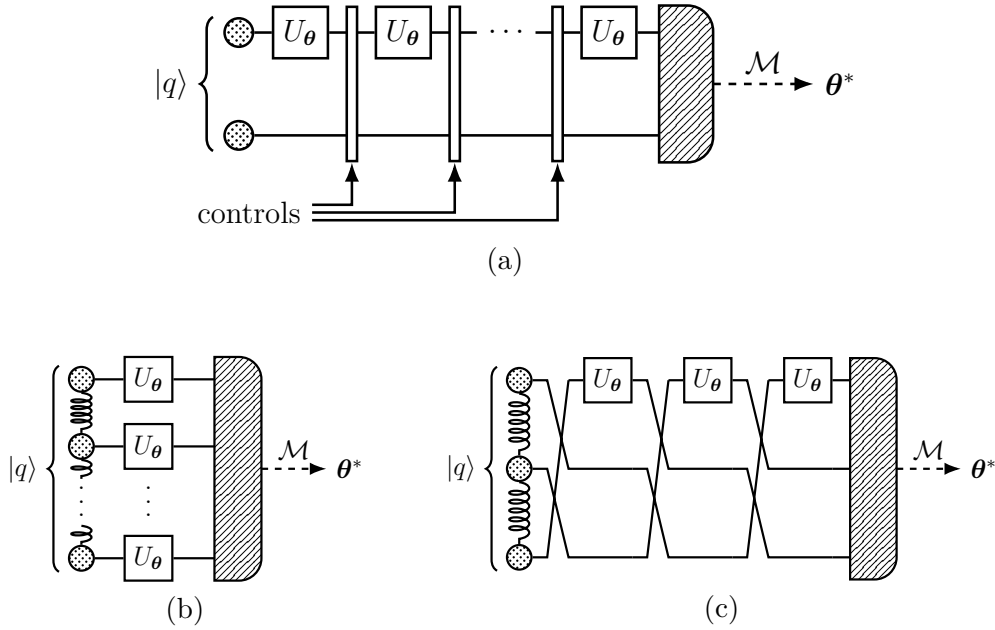 |q⟩ U_θ U_θ ··· U_θ 𝓜 θ*
controls
(a)
|q⟩ U_θ U_θ ⋮ ⋮ U_θ 𝓜 θ*
(b)
|q⟩ U_θ U_θ U_θ 𝓜 θ*
(c)